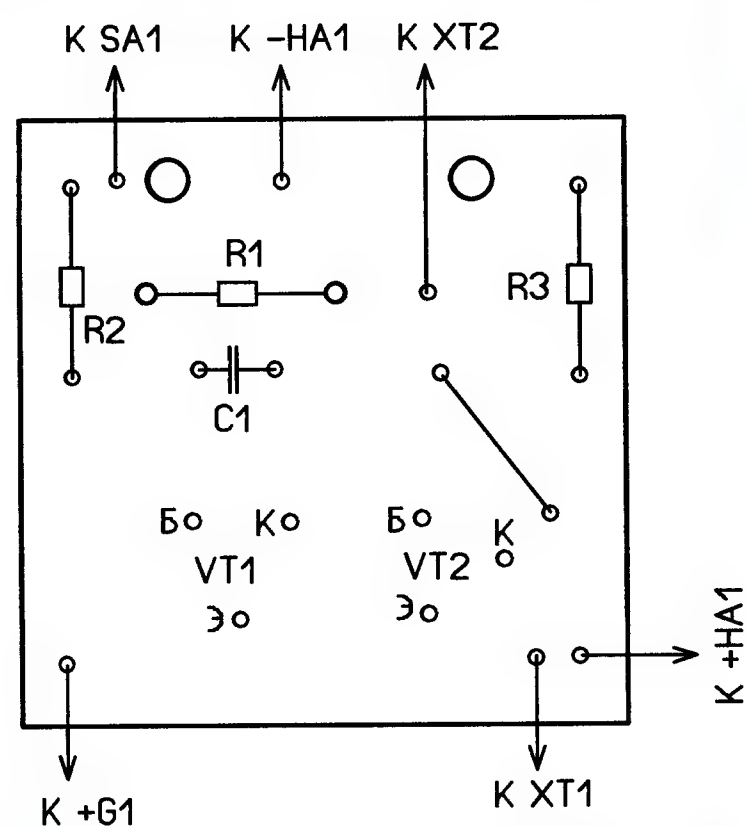 К SA1
К –HA1
К XT2
R1
R3
R2
C1
Б
К
Б
К
VT1
VT2
Э
Э
К +HA1
К XT1
К +G1